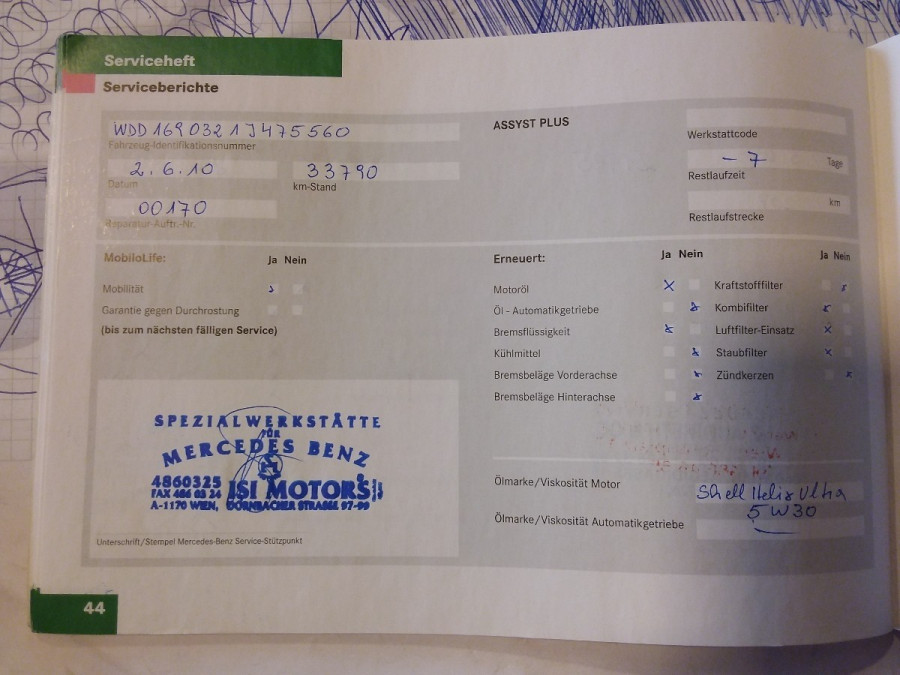 Serviceheft
Serviceberichte
WDD 169 032 1J475560
Fahrzeug-Identifikationsnummer
2.6.10 33790
Datum km-Stand
00170
Reparatur-Auftr.-Nr.
ASSYST PLUS
Werkstattcode
- 7 Tage
Restlaufzeit
km
Restlaufstrecke
MobiloLife: Ja Nein
Mobilität
Garantie gegen Durchrostung
(bis zum nächsten fälligen Service)
Erneuert: Ja Nein Ja Nein
Motoröl x Kraftstofffilter x
Öl - Automatikgetriebe x Kombifilter x
Bremsflüssigkeit x Luftfilter-Einsatz x
Kühlmittel x Staubfilter x
Bremsbeläge Vorderachse x Zündkerzen x
Bremsbeläge Hinterachse x
SPEZIALWERKSTÄTTE
FÜR
MERCEDES BENZ
4860325 ISI MOTORS
FAX 486 03 24
A-1170 WIEN, DORNBACHER STRASSE 97-99
Unterschrift/Stempel Mercedes-Benz Service-Stützpunkt
Ölmarke/Viskosität Motor Shell Helix Ultra
5W30
Ölmarke/Viskosität Automatikgetriebe
44